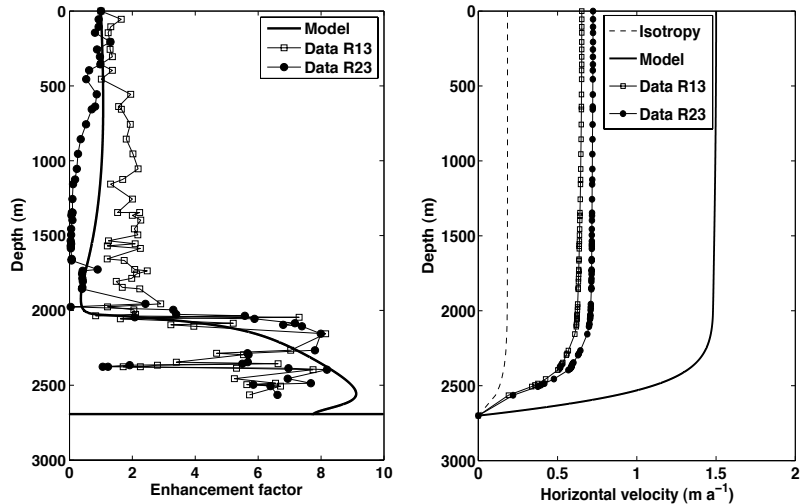 0
500
1000
1500
2000
2500
3000
Depth (m)
0 2 4 6 8 10
Enhancement factor
Model
Data R13
Data R23
0
500
1000
1500
2000
2500
3000
Depth (m)
0 0.5 1 1.5 2
Horizontal velocity (m a⁻¹)
Isotropy
Model
Data R13
Data R23